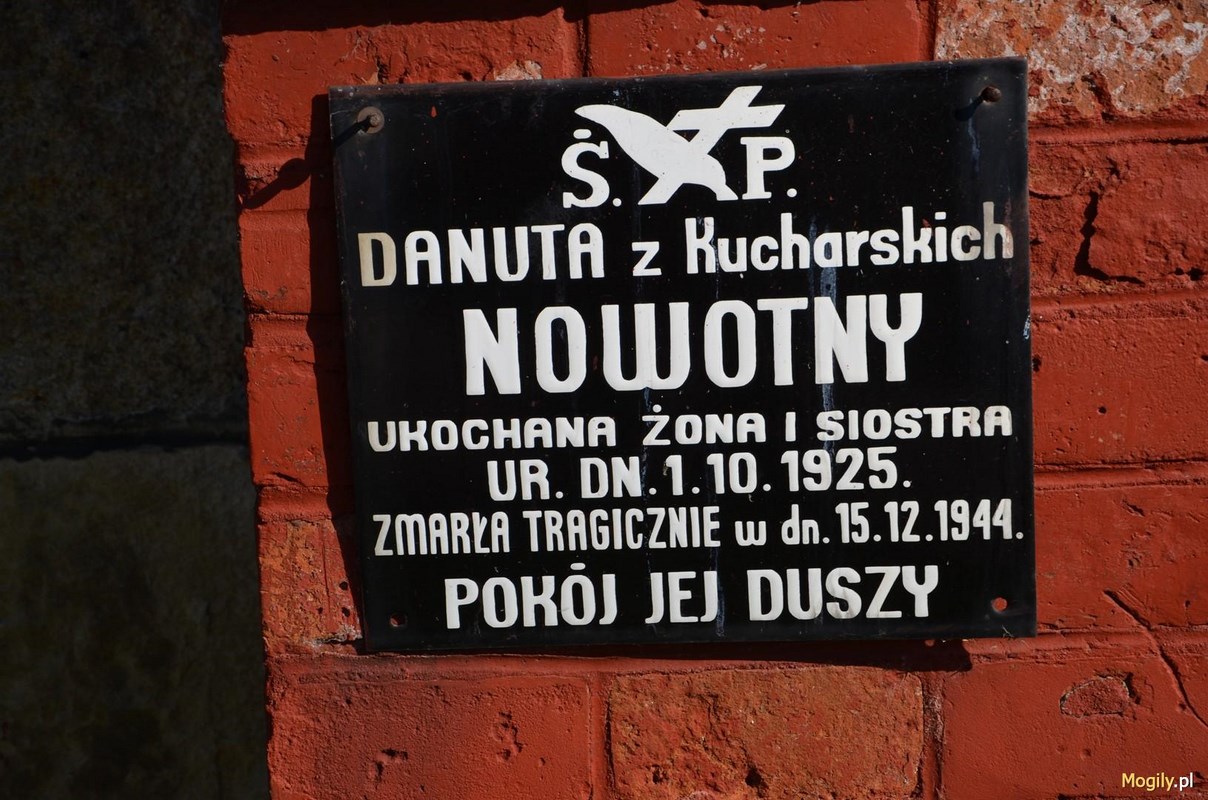 Ś. P.
DANUTA z Kucharskich
NOWOTNY
UKOCHANA ŻONA I SIOSTRA
UR. DN. 1. 10. 1925.
ZMARŁA TRAGICZNIE w dn. 15.12.1944.
POKÓJ JEJ DUSZY
Mogily.pl